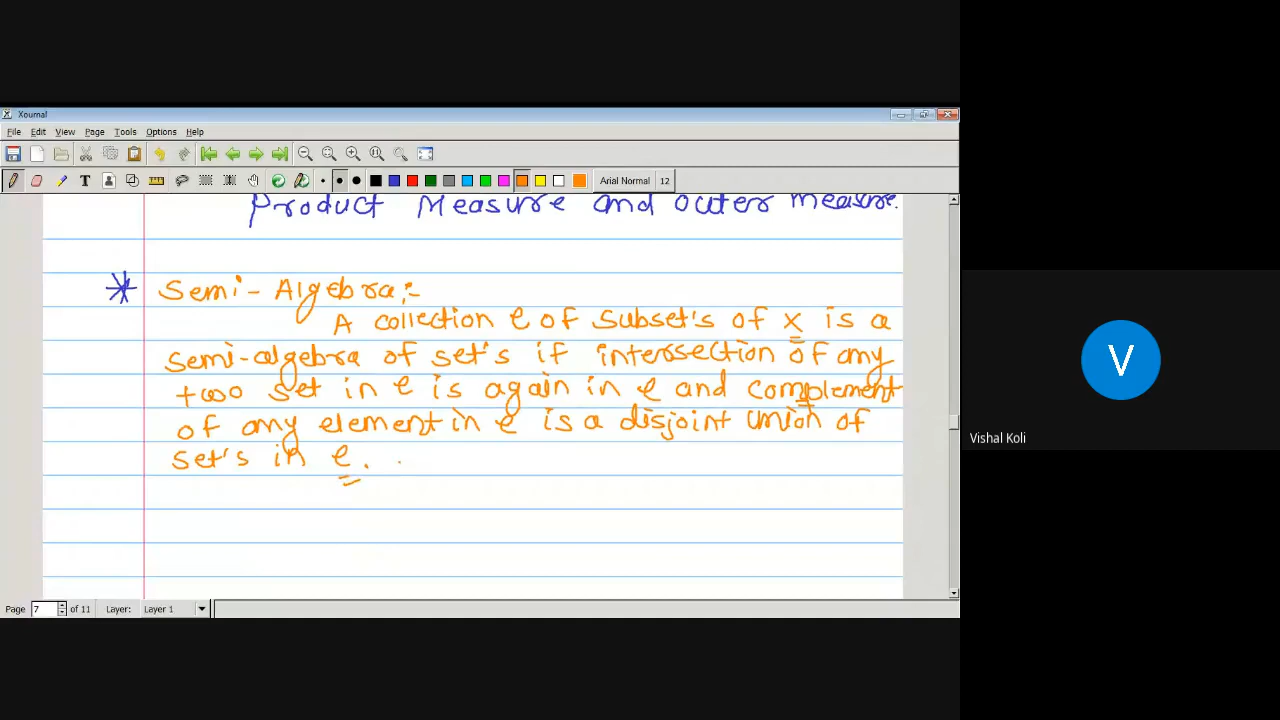 Xournal
File Edit View Page Tools Options Help
Arial Normal 12
Product Measure and outer measure.
* Semi-Algebra:-
A collection C of subset's of X is a
semi-algebra of set's if intersection of any
two set in C is again in C and complement
of any element in C is a disjoint union of
set's in C.
Page 7 of 11 Layer: Layer 1
V
Vishal Koli